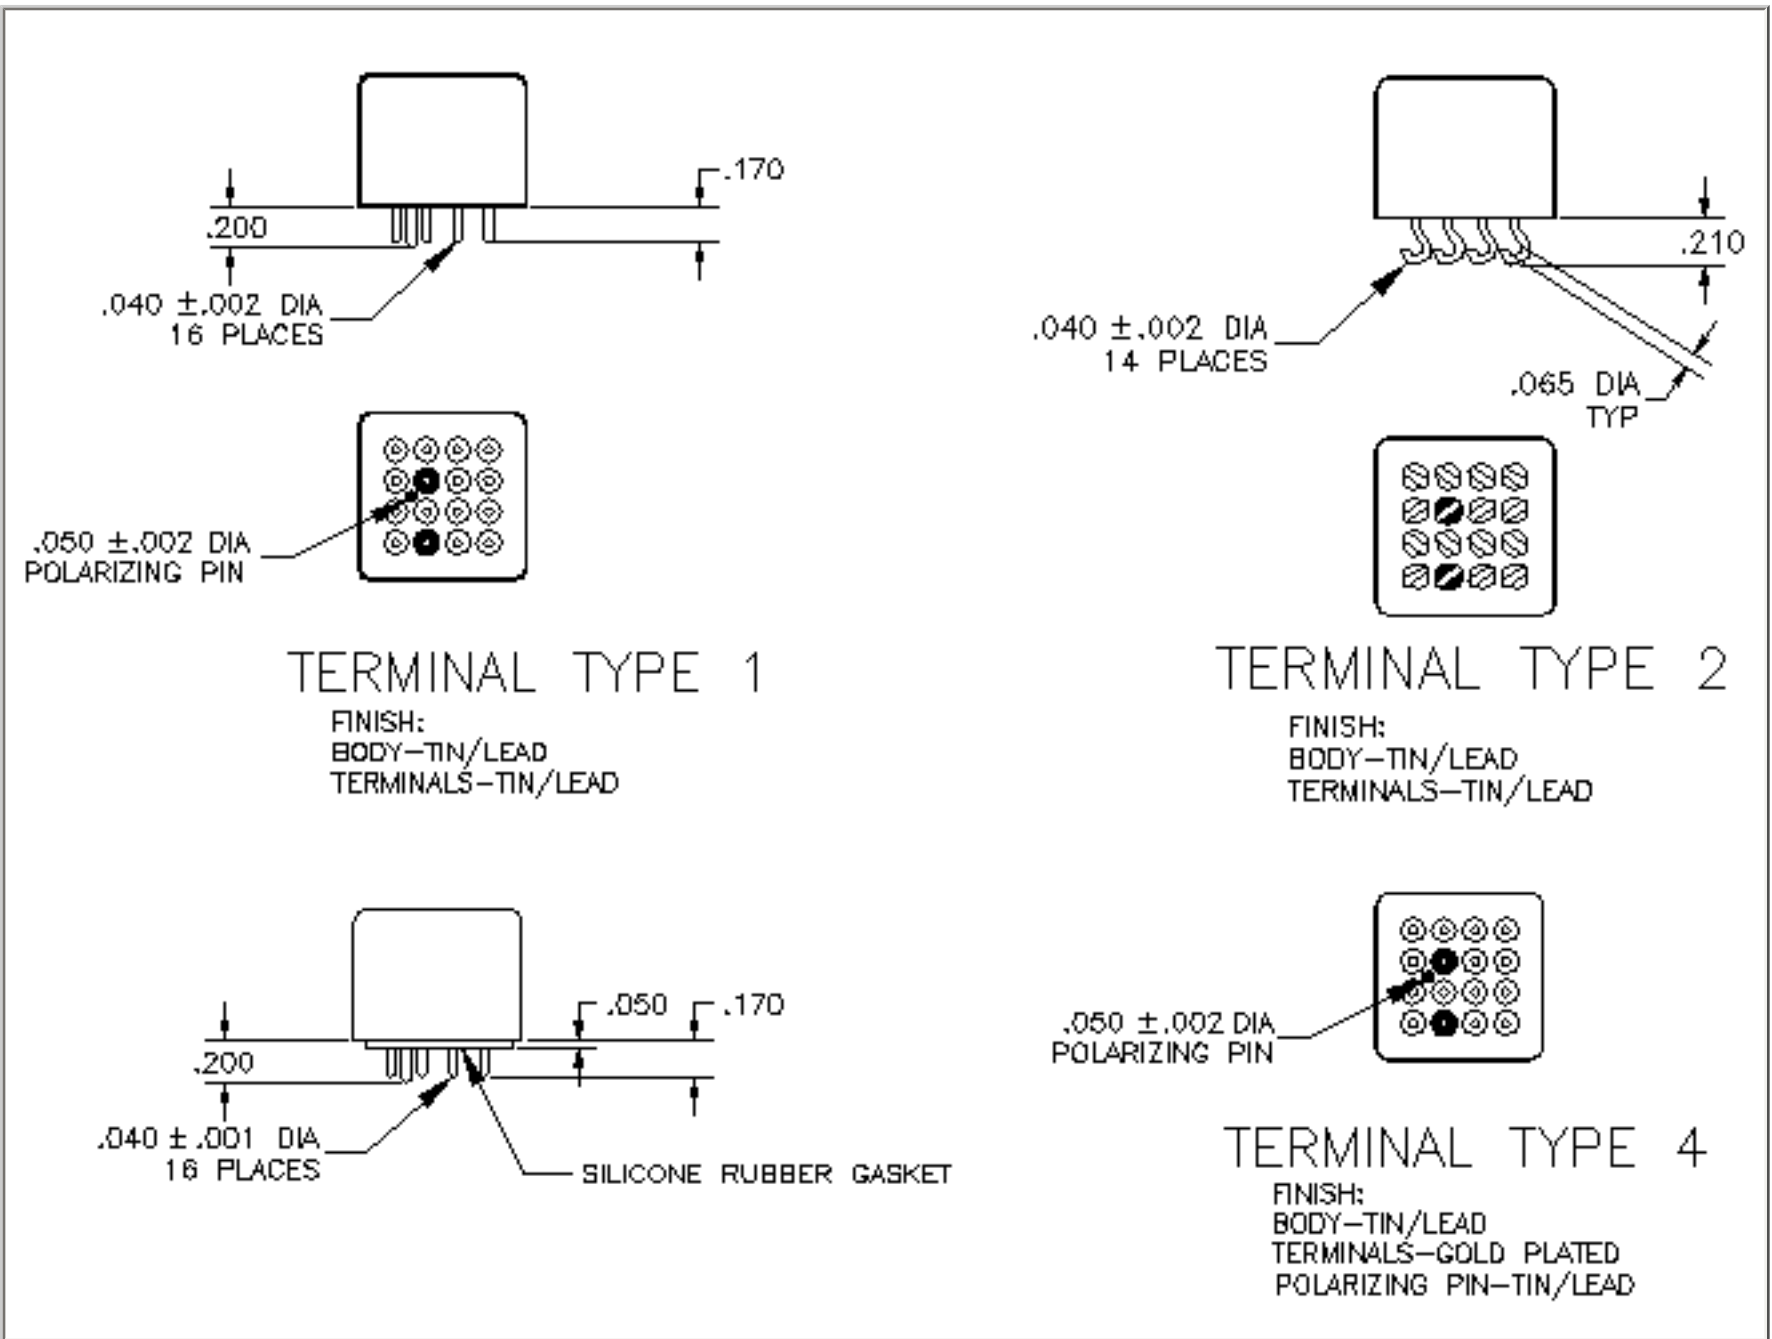 .170
.200
.040 ±.002 DIA
16 PLACES
.050 ±.002 DIA
POLARIZING PIN
TERMINAL TYPE 1
FINISH:
BODY-TIN/LEAD
TERMINALS-TIN/LEAD
.210
.040 ±.002 DIA
14 PLACES
.065 DIA
TYP
TERMINAL TYPE 2
FINISH:
BODY-TIN/LEAD
TERMINALS-TIN/LEAD
.050
.170
.200
.040 ±.001 DIA
16 PLACES
SILICONE RUBBER GASKET
.050 ±.002 DIA
POLARIZING PIN
TERMINAL TYPE 4
FINISH:
BODY-TIN/LEAD
TERMINALS-GOLD PLATED
POLARIZING PIN-TIN/LEAD